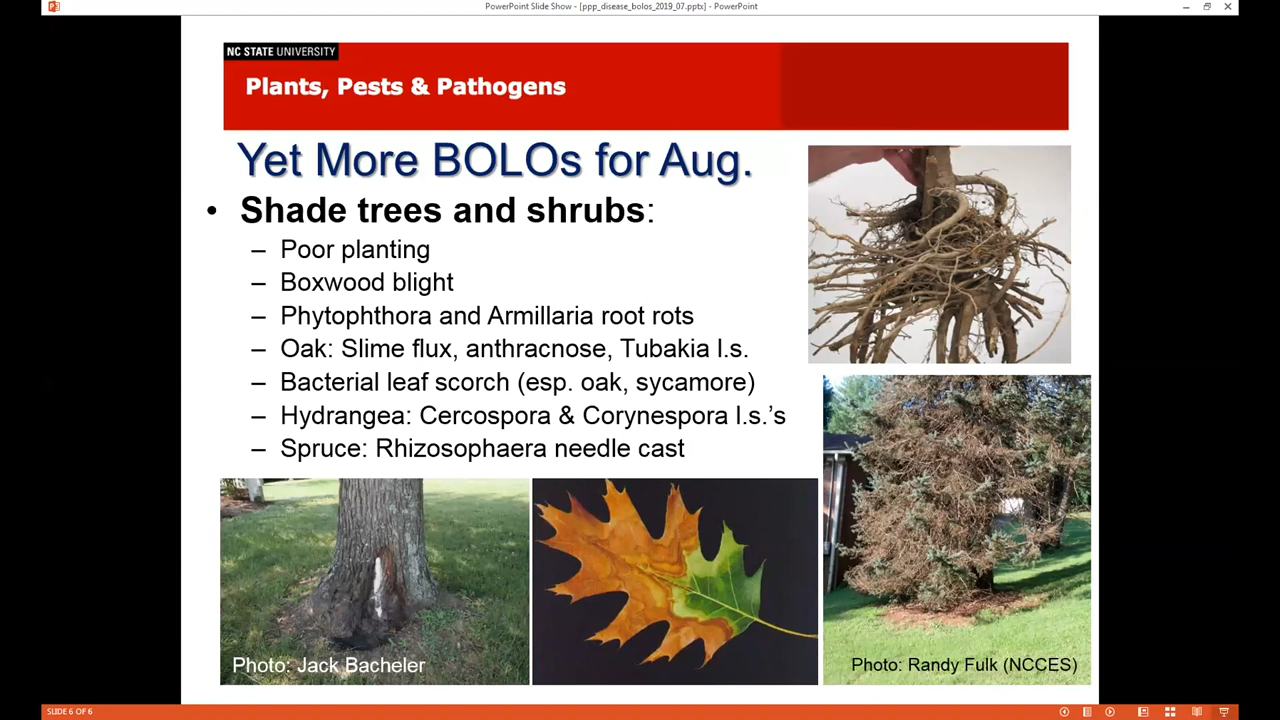 PowerPoint Slide Show - [ppp_disease_bolos_2019_07.pptx] - PowerPoint
NC STATE UNIVERSITY
Plants, Pests & Pathogens
Yet More BOLOs for Aug.
• Shade trees and shrubs:
– Poor planting
– Boxwood blight
– Phytophthora and Armillaria root rots
– Oak: Slime flux, anthracnose, Tubakia l.s.
– Bacterial leaf scorch (esp. oak, sycamore)
– Hydrangea: Cercospora & Corynespora l.s.'s
– Spruce: Rhizosophaera needle cast
Photo: Jack Bacheler
Photo: Randy Fulk (NCCES)
SLIDE 6 OF 6